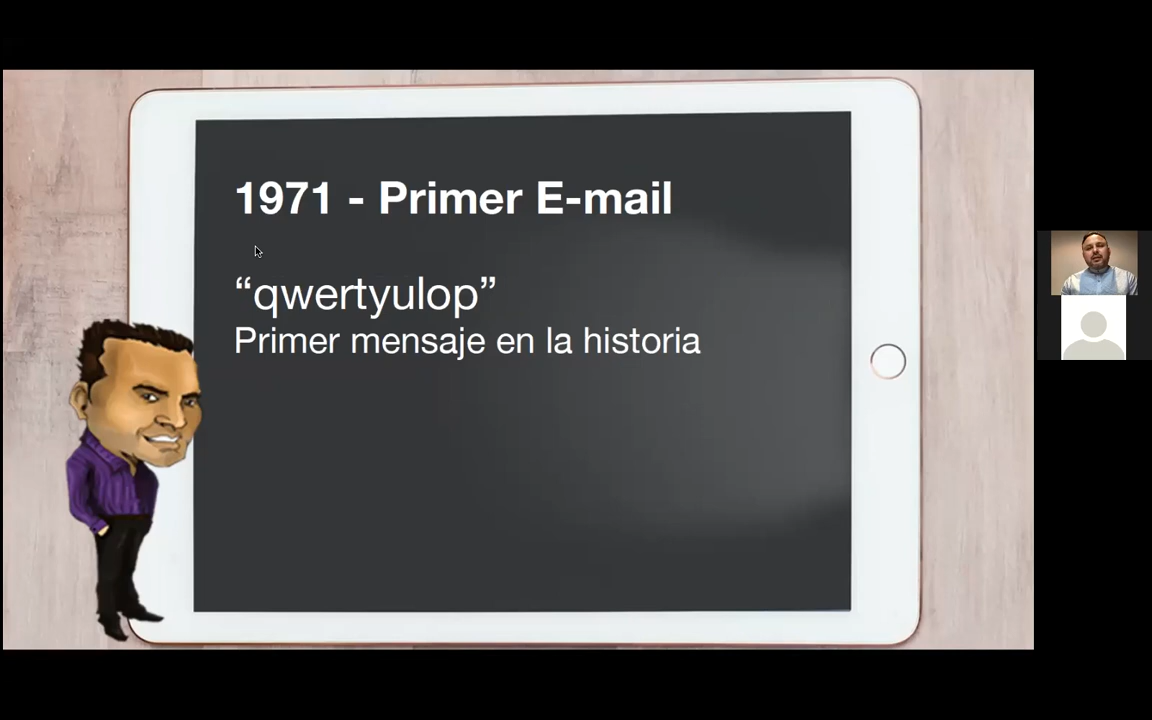 1971 - Primer E-mail
“qwertyulop”
Primer mensaje en la historia